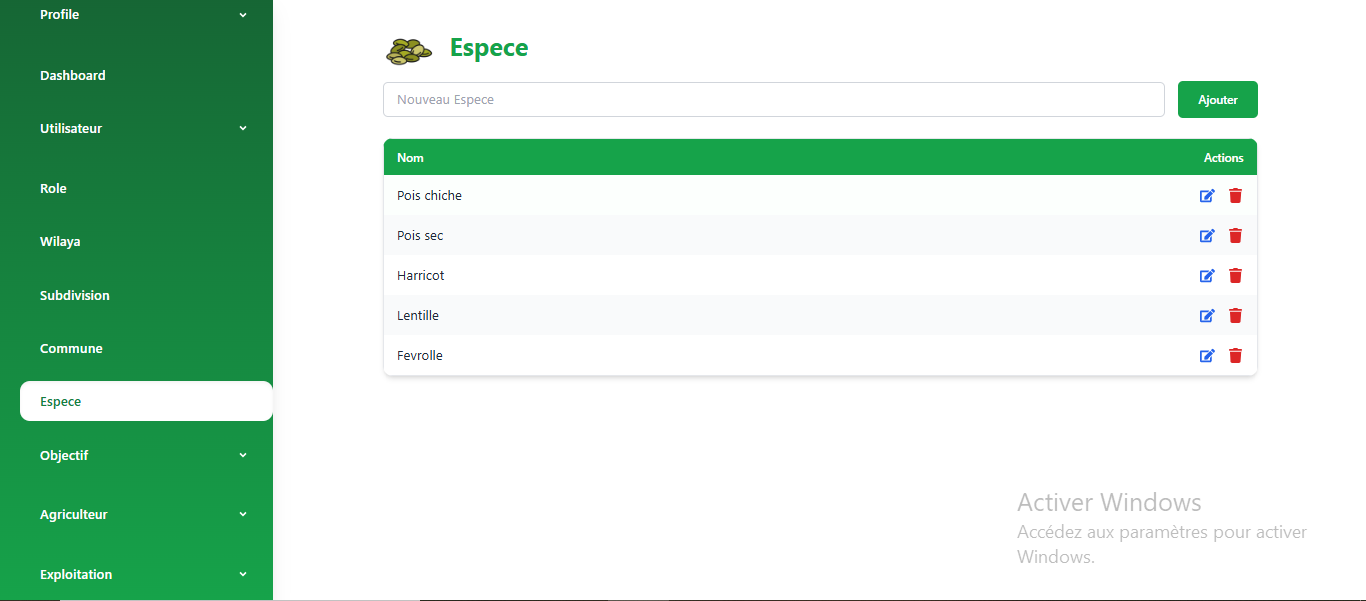 Profile
Dashboard
Utilisateur
Role
Wilaya
Subdivision
Commune
Espece
Objectif
Agriculteur
Exploitation
Espece
Nouveau Espece
Ajouter
Nom Actions
Pois chiche
Pois sec
Harricot
Lentille
Fevrolle
Activer Windows
Accédez aux paramètres pour activer
Windows.